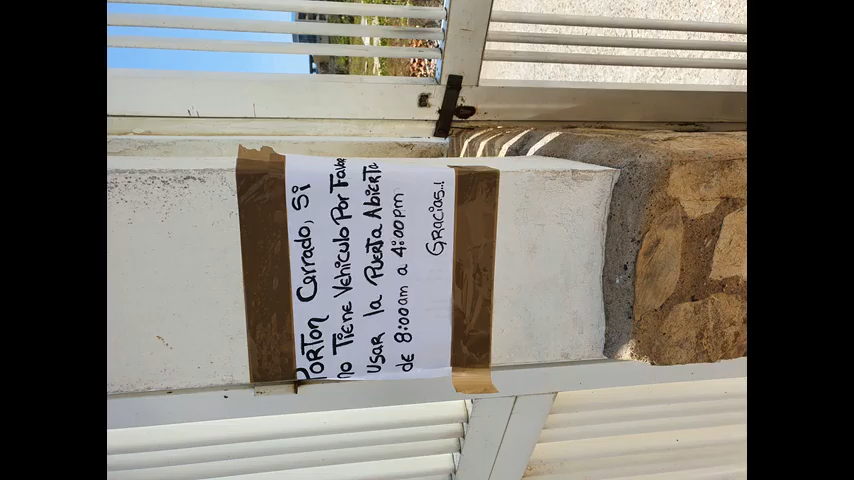 PORTON Cerrado, Si
no Tiene Vehiculo Por Favor
Usar la Puerta Abierta
de 8:00am a 4:00pm
Gracias..!